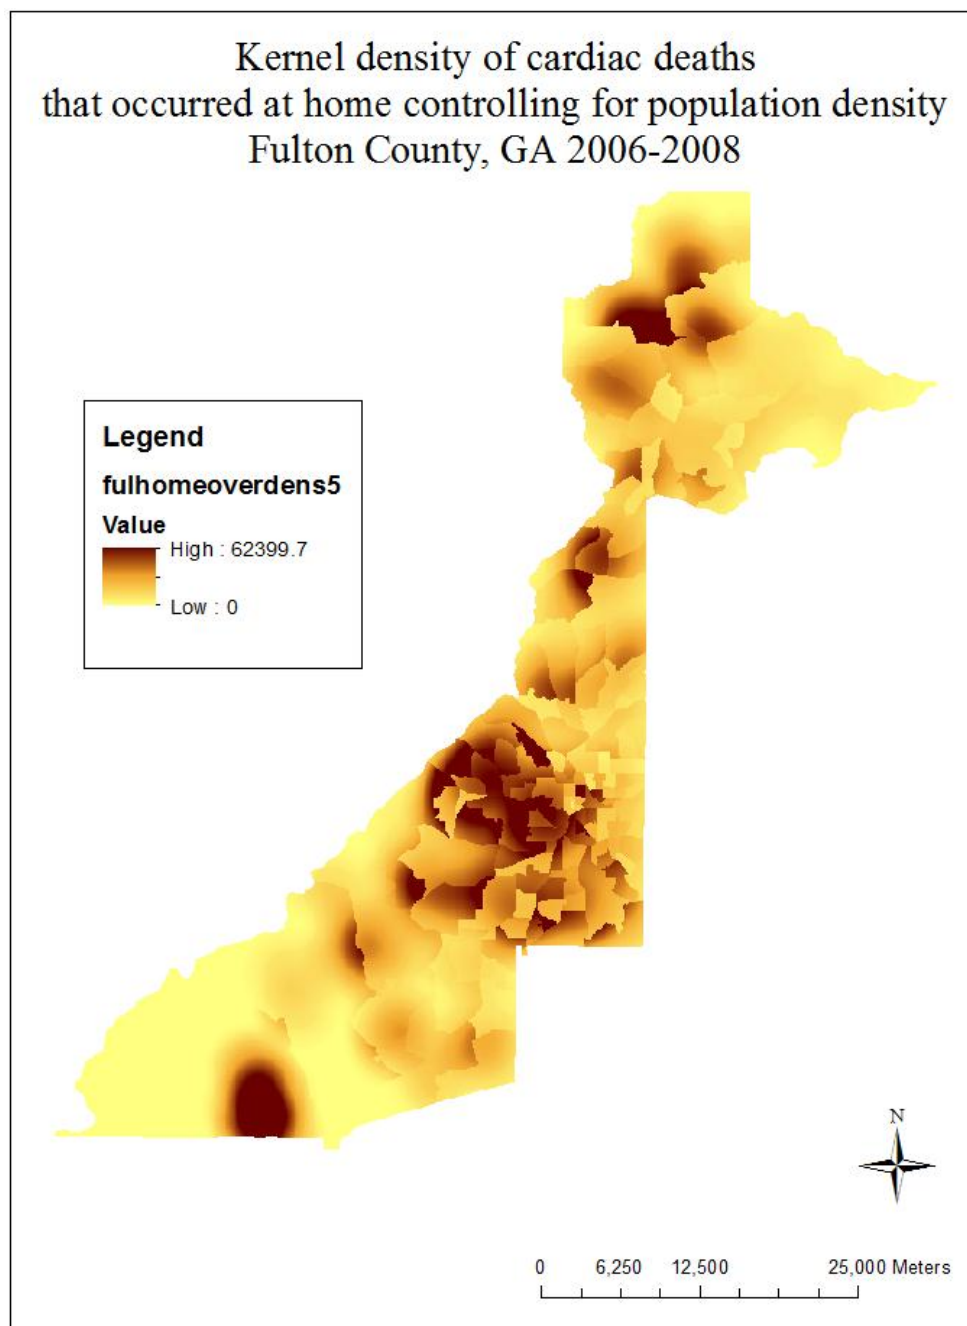 Kernel density of cardiac deaths
that occurred at home controlling for population density
Fulton County, GA 2006-2008
Legend
fulhomeoverdens5
Value
High : 62399.7
Low : 0
N
0 6,250 12,500 25,000 Meters